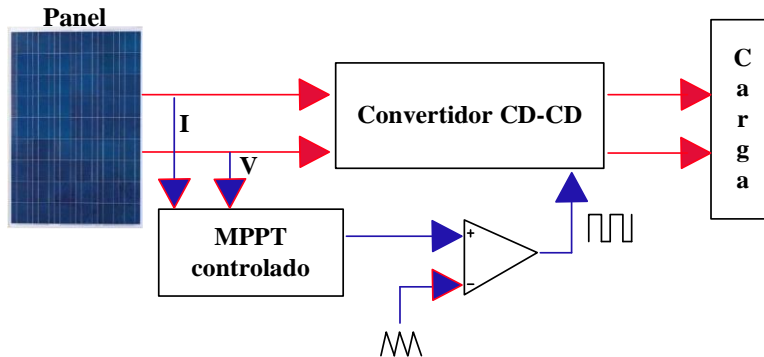 Panel
I
V
Convertidor CD-CD
C
a
r
g
a
MPPT
controlado
+
−